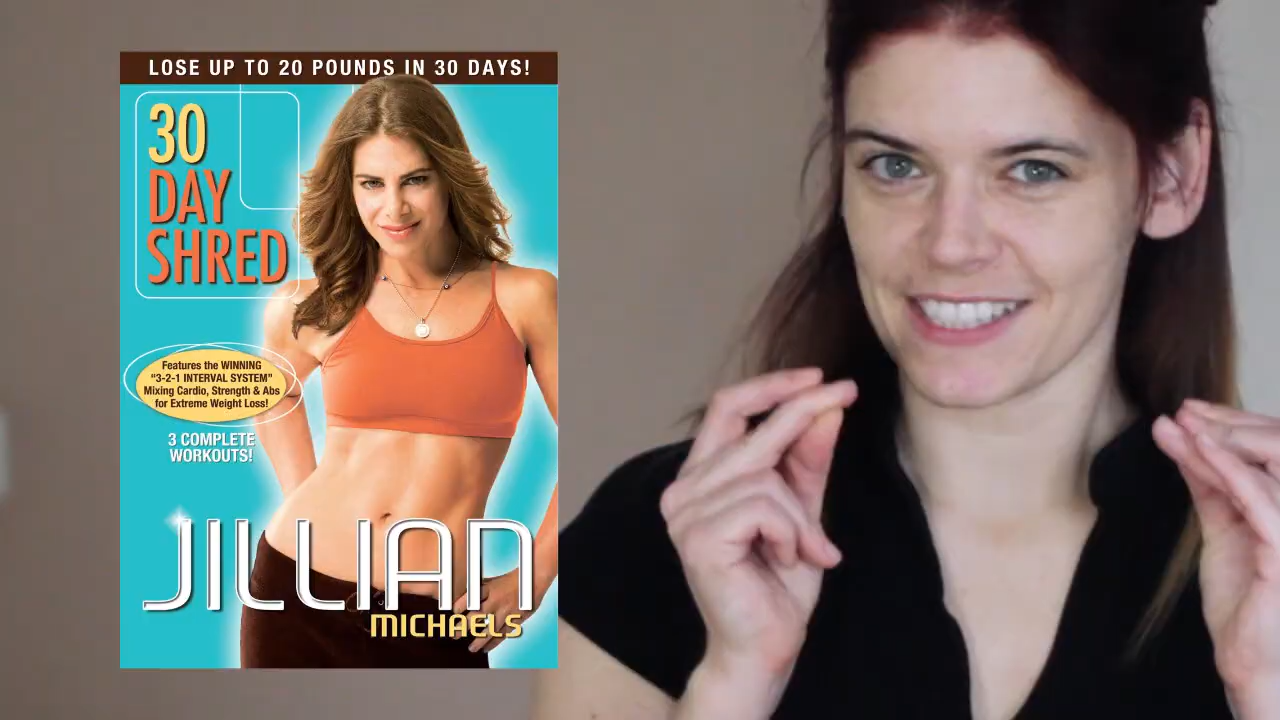 LOSE UP TO 20 POUNDS IN 30 DAYS!
30
DAY
SHRED
Features the WINNING
"3-2-1 INTERVAL SYSTEM"
Mixing Cardio, Strength & Abs
for Extreme Weight Loss!
3 COMPLETE
WORKOUTS!
JILLIAN
MICHAELS